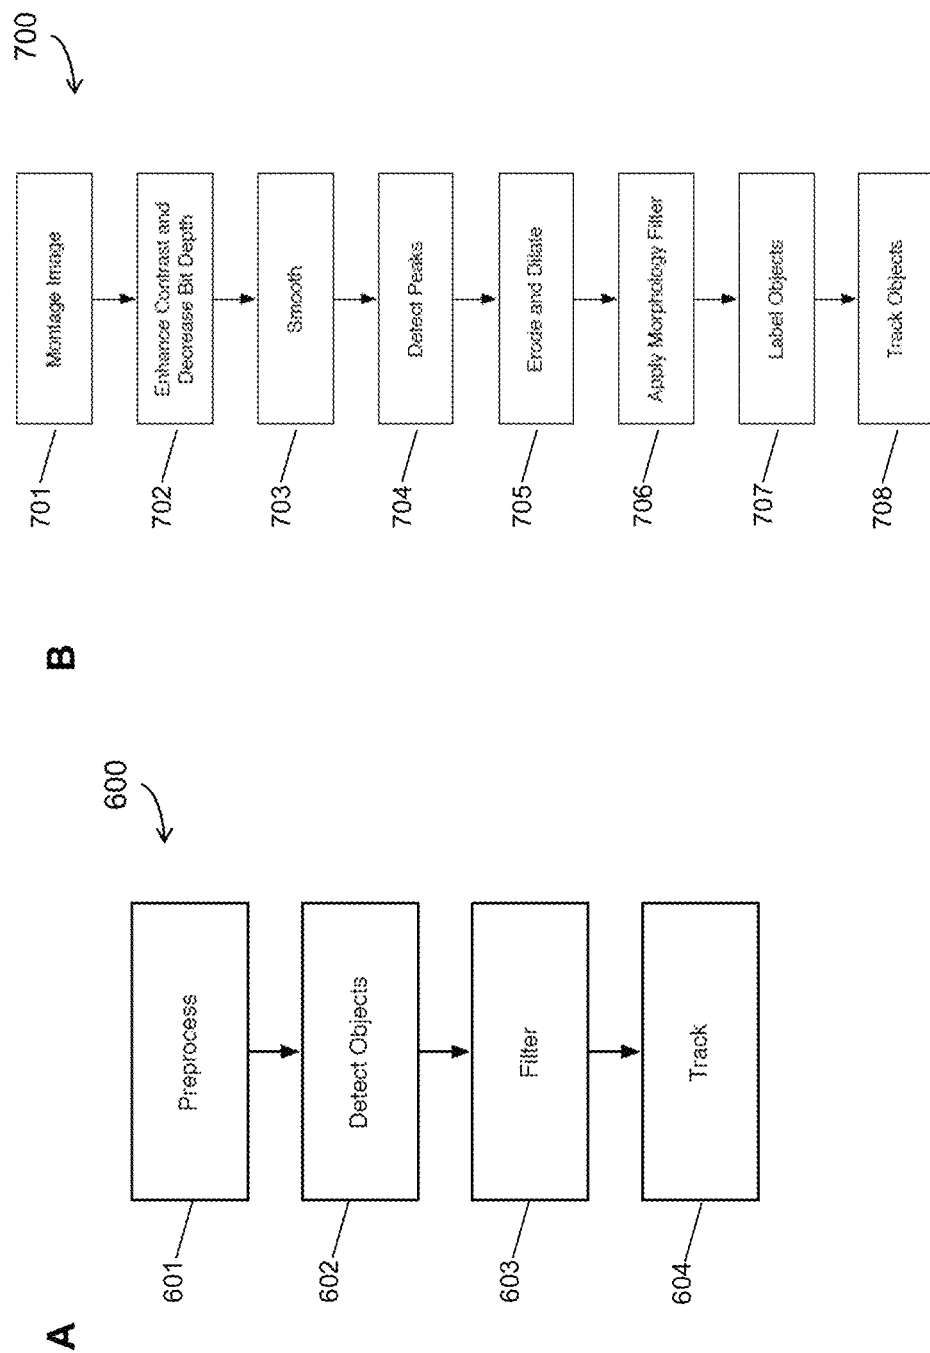 A
600
601
Preprocess
602
Detect Objects
603
Filter
604
Track
B
700
701
Montage Image
702
Enhance Contrast and
Decrease Bit Depth
703
Smooth
704
Detect Peaks
705
Erode and Dilate
706
Apply Morphology Filter
707
Label Objects
708
Track Objects